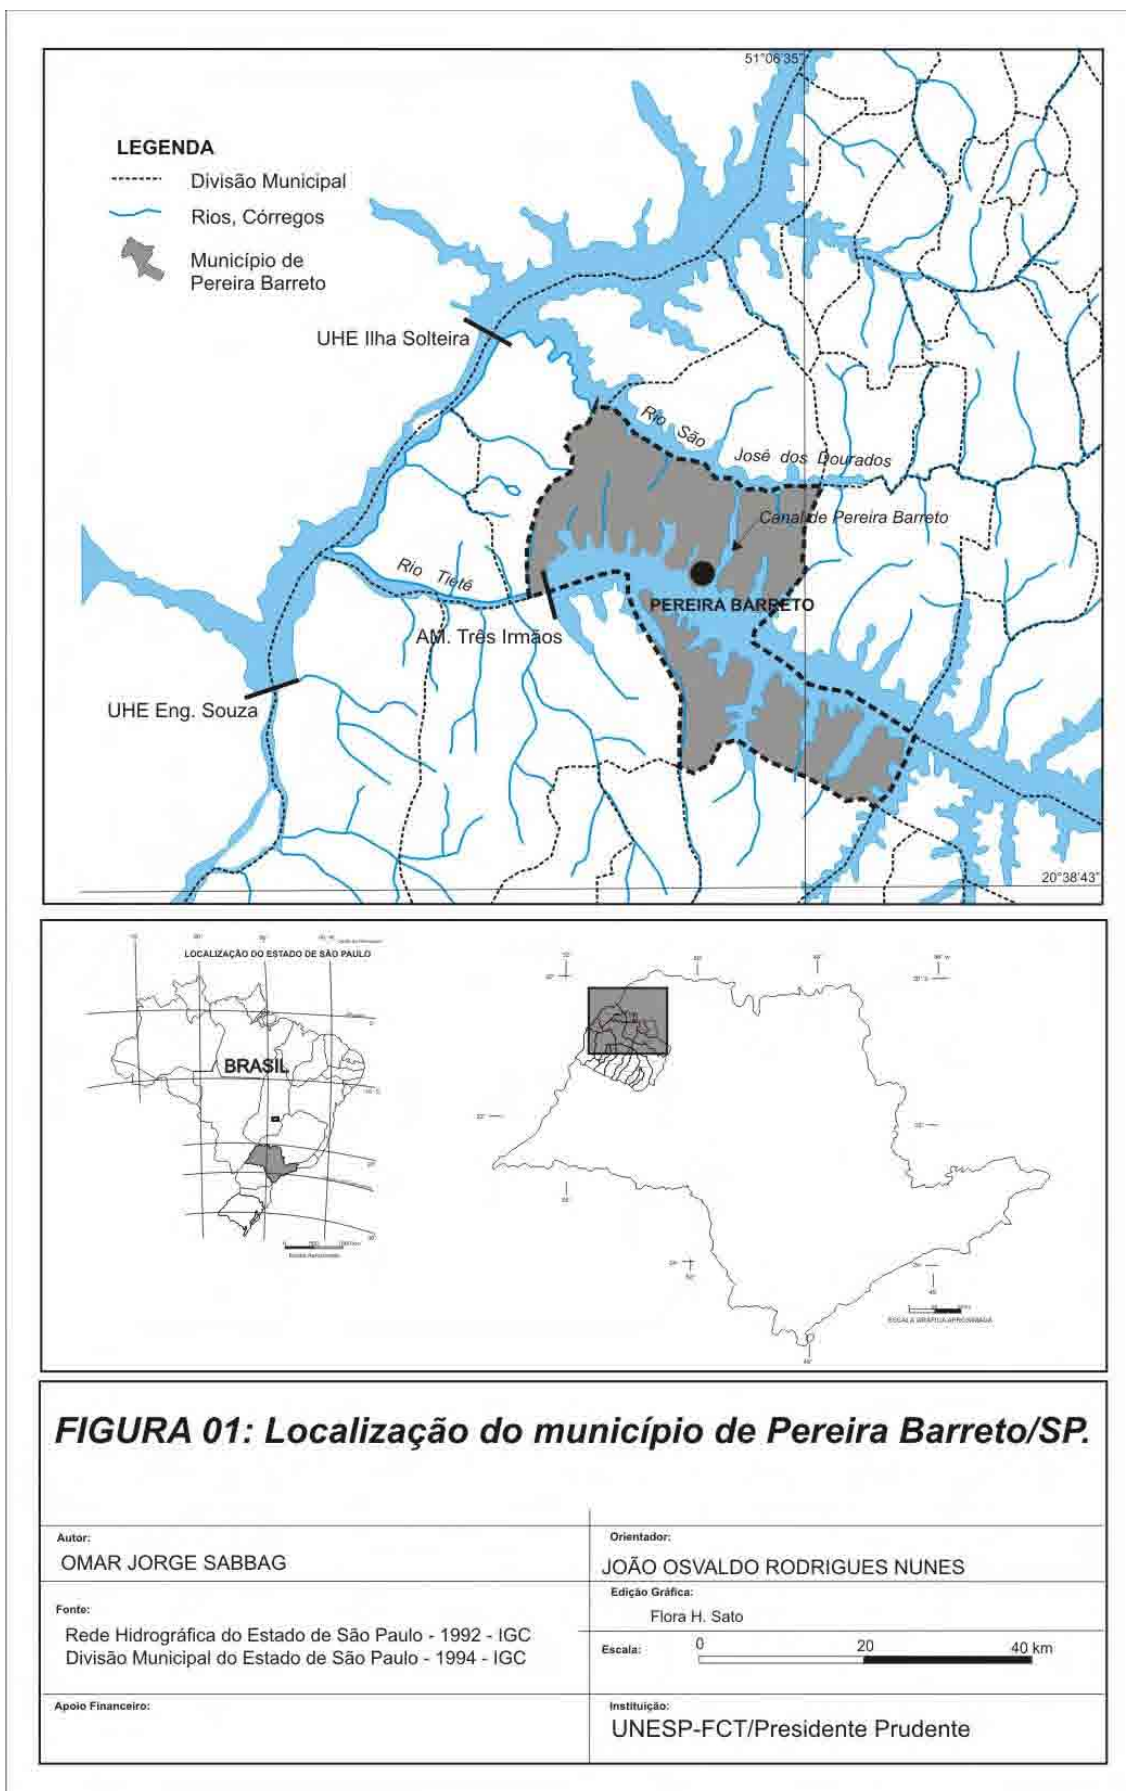 51°06'35"
LEGENDA
Divisão Municipal
Rios, Córregos
Município de
Pereira Barreto
UHE Ilha Solteira
Rio São
José dos Dourados
Canal de Pereira Barreto
Rio Tietê
PEREIRA BARRETO
AM. Três Irmãos
UHE Eng. Souza
20°38'43"
LOCALIZAÇÃO DO ESTADO DE SÃO PAULO
BRASIL
ESCALA GRÁFICA APROXIMADA
FIGURA 01: Localização do município de Pereira Barreto/SP.
Autor:
OMAR JORGE SABBAG
Orientador:
JOÃO OSVALDO RODRIGUES NUNES
Fonte:
Rede Hidrográfica do Estado de São Paulo - 1992 - IGC
Divisão Municipal do Estado de São Paulo - 1994 - IGC
Edição Gráfica:
Flora H. Sato
Escala:
0 20 40 km
Apoio Financeiro:
Instituição:
UNESP-FCT/Presidente Prudente